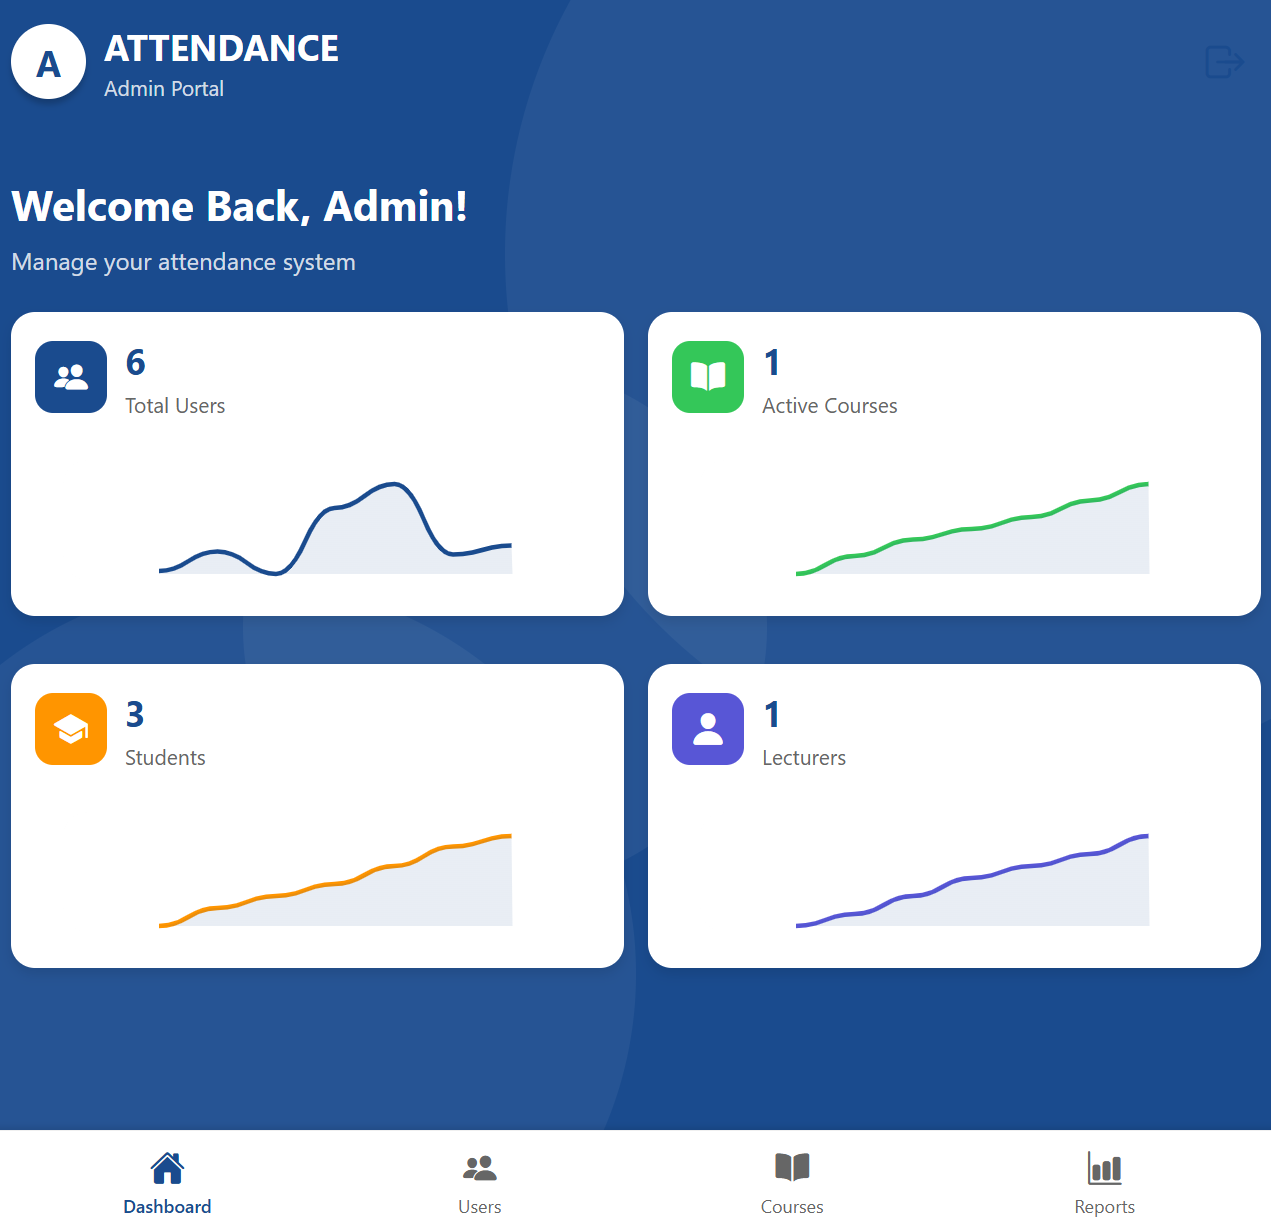 A
ATTENDANCE
Admin Portal
Welcome Back, Admin!
Manage your attendance system
6
Total Users
1
Active Courses
3
Students
1
Lecturers
Dashboard
Users
Courses
Reports